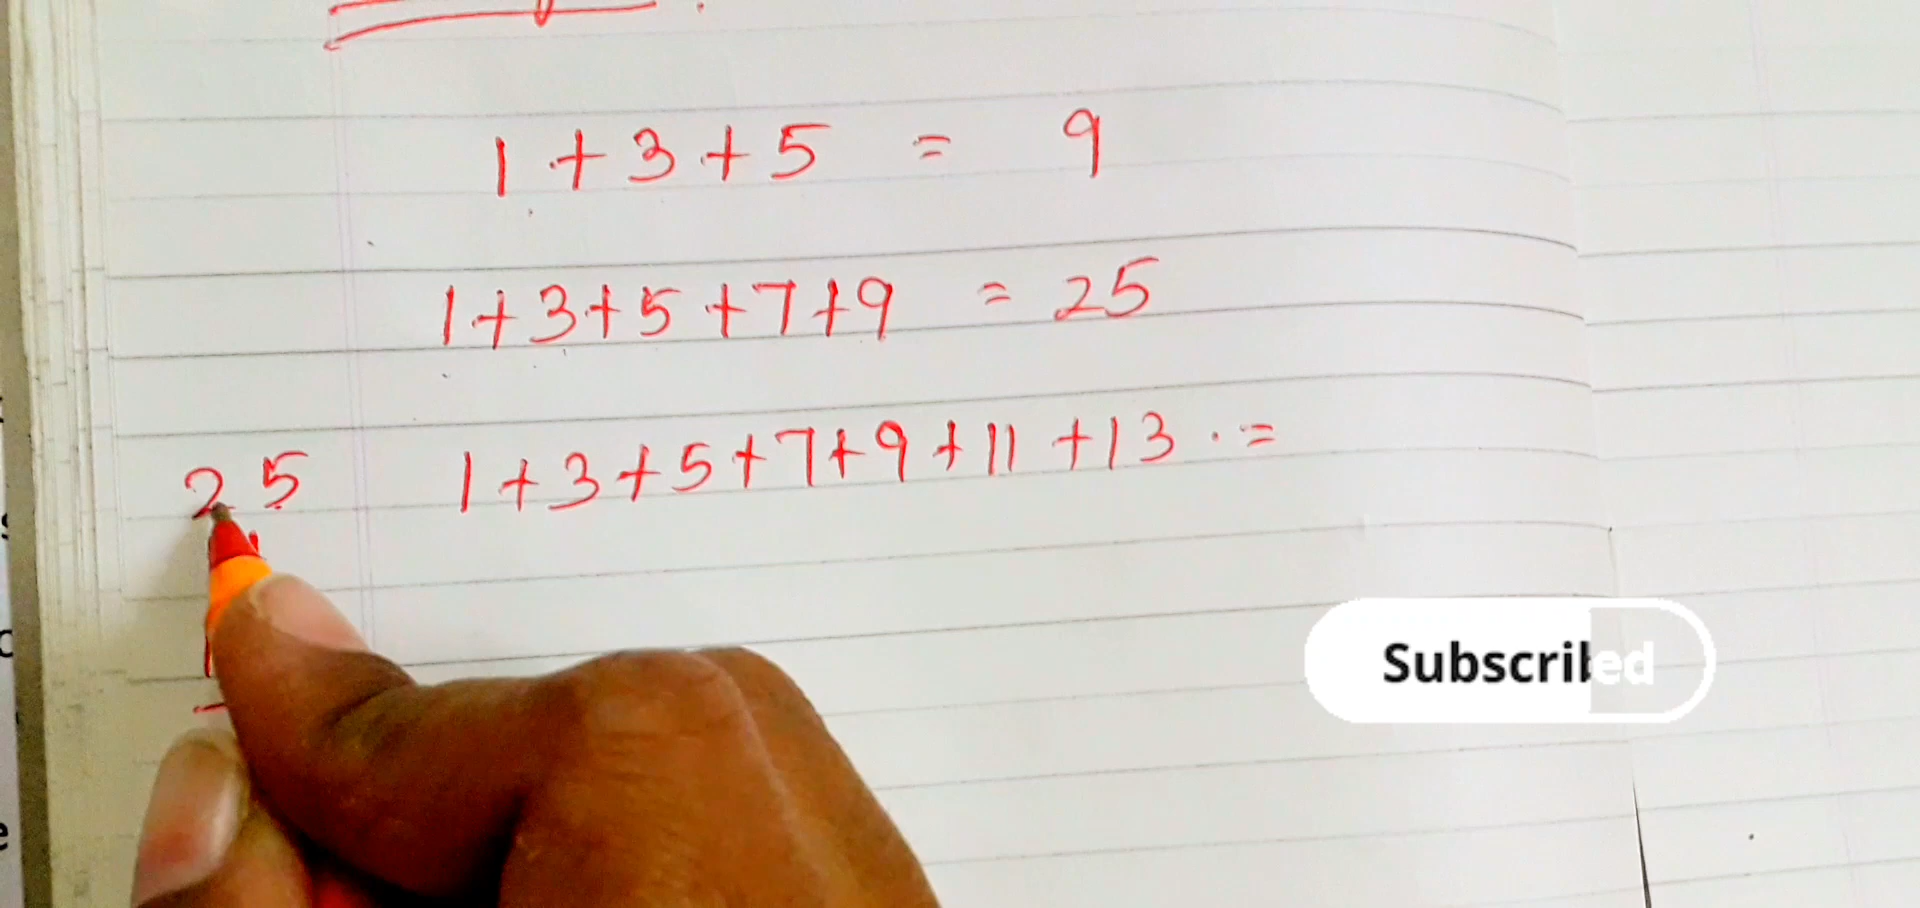 1 + 3 + 5 = 9
1 + 3 + 5 + 7 + 9 = 25
25 1 + 3 + 5 + 7 + 9 + 11 + 13 . =
Subscribed